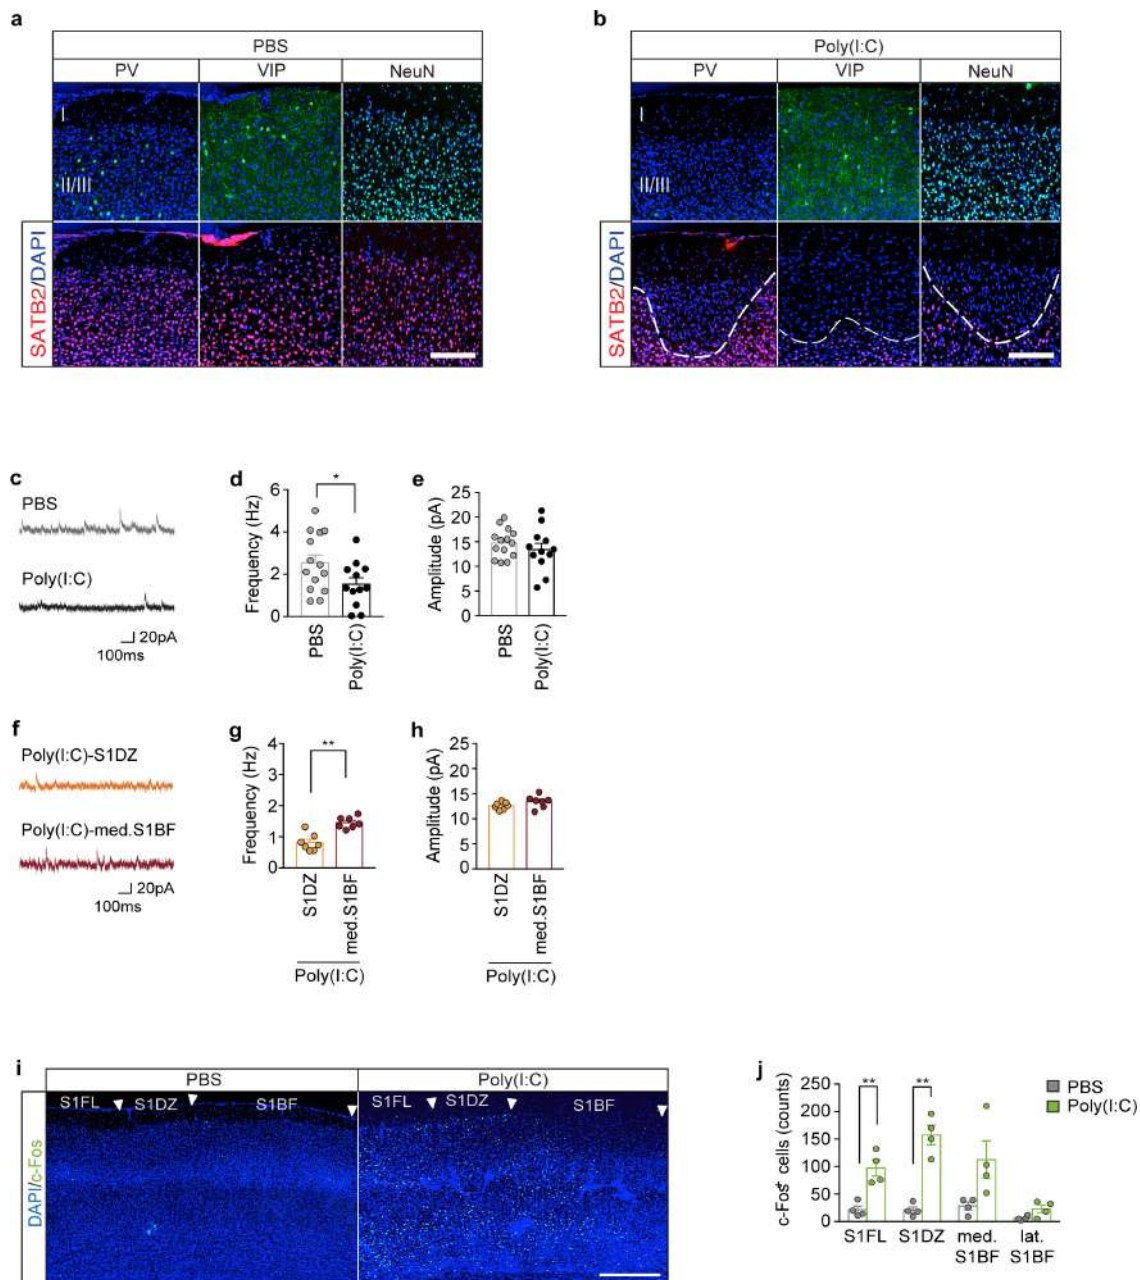 a
PBS
PV VIP NeuN
I
II/III
SATB2/DAPI
b
Poly(I:C)
PV VIP NeuN
I
II/III
SATB2/DAPI
c
PBS
Poly(I:C)
20pA
100ms
d
Frequency (Hz)
6
4
2
0
*
PBS
Poly(I:C)
e
Amplitude (pA)
25
20
15
10
5
0
PBS
Poly(I:C)
f
Poly(I:C)-S1DZ
Poly(I:C)-med.S1BF
20pA
100ms
g
Frequency (Hz)
4
3
2
1
0
**
S1DZ
med.S1BF
Poly(I:C)
h
Amplitude (pA)
25
20
15
10
5
0
S1DZ
med.S1BF
Poly(I:C)
i
PBS Poly(I:C)
S1FL S1DZ S1BF S1FL S1DZ S1BF
DAPI/c-Fos
j
c-Fos+ cells (counts)
250
200
150
100
50
0
** **
PBS
Poly(I:C)
S1FL S1DZ med. lat.
S1BF S1BF